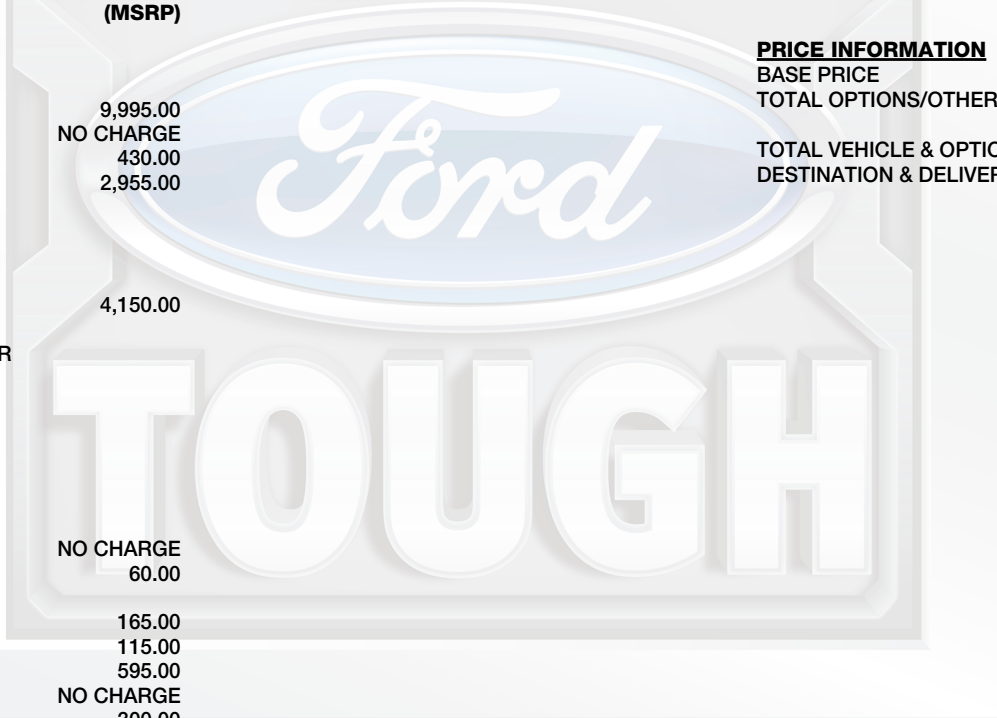 (MSRP)
9,995.00
NO CHARGE
430.00
2,955.00
4,150.00
R
NO CHARGE
60.00
165.00
115.00
595.00
NO CHARGE
PRICE INFORMATION
BASE PRICE
TOTAL OPTIONS/OTHER
TOTAL VEHICLE & OPTIO
DESTINATION & DELIVER
Ford
TOUGH